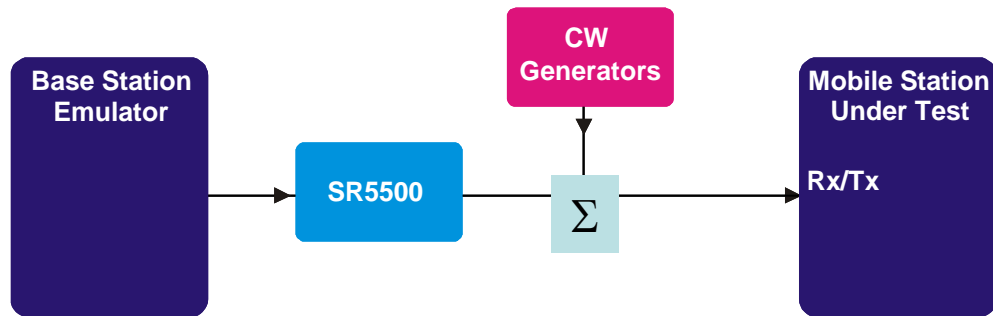 Base Station
Emulator
SR5500
CW
Generators
Σ
Mobile Station
Under Test
Rx/Tx